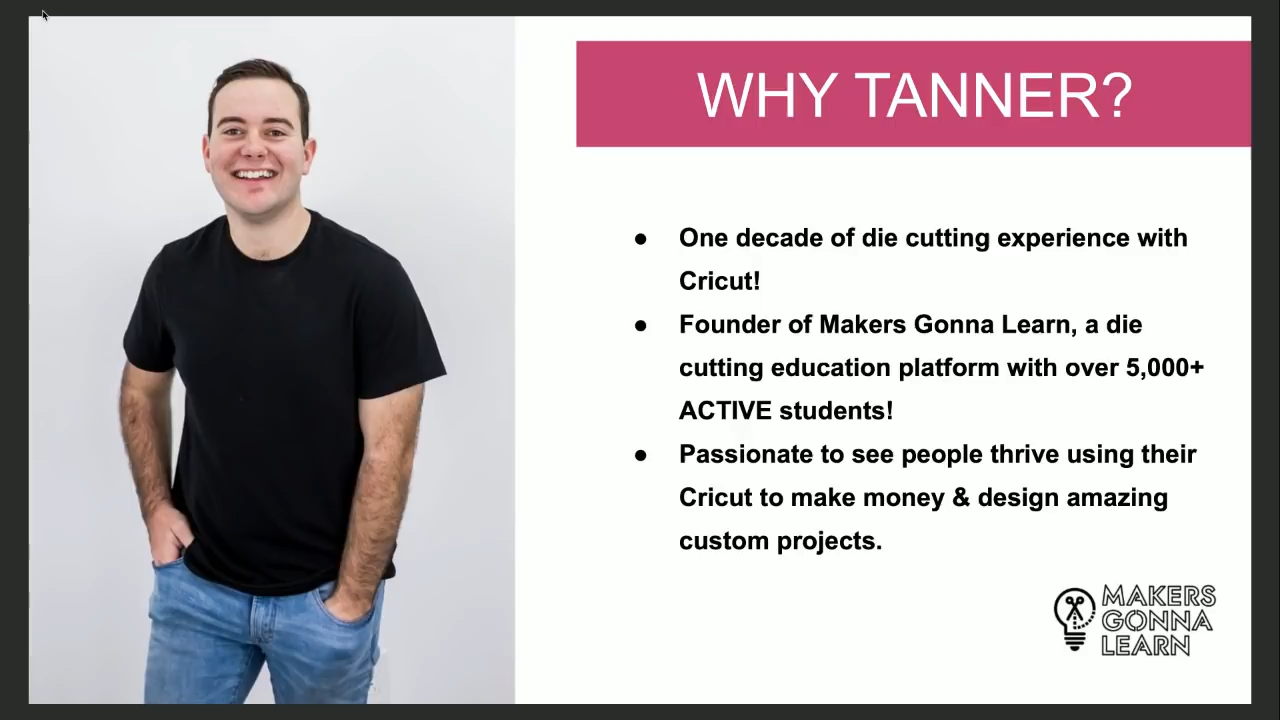 WHY TANNER?
● One decade of die cutting experience with
Cricut!
● Founder of Makers Gonna Learn, a die
cutting education platform with over 5,000+
ACTIVE students!
● Passionate to see people thrive using their
Cricut to make money & design amazing
custom projects.
MAKERS
GONNA
LEARN